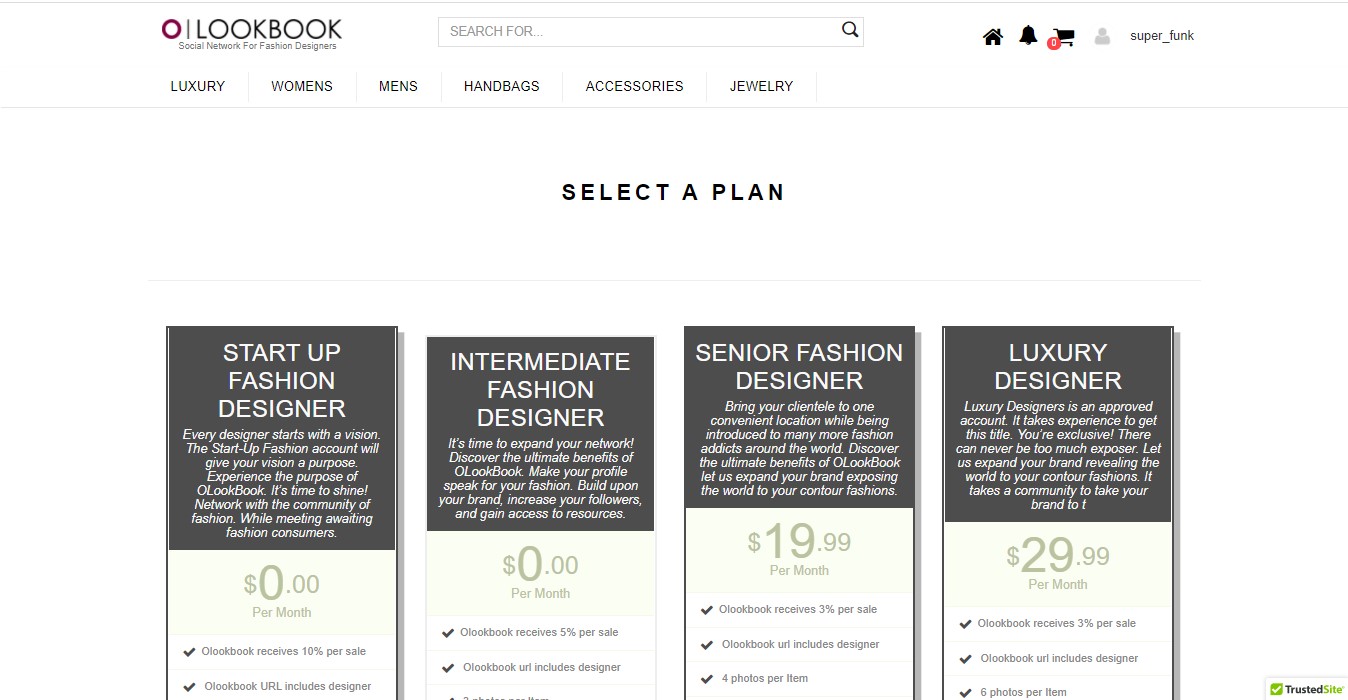 O|LOOKBOOK
Social Network For Fashion Designers
SEARCH FOR...
0
super_funk
LUXURY
WOMENS
MENS
HANDBAGS
ACCESSORIES
JEWELRY
SELECT A PLAN
START UP
FASHION
DESIGNER
Every designer starts with a vision.
The Start-Up Fashion account will
give your vision a purpose.
Experience the purpose of
OLookBook. It's time to shine!
Network with the community of
fashion. While meeting awaiting
fashion consumers.
$0.00
Per Month
Olookbook receives 10% per sale
Olookbook URL includes designer
INTERMEDIATE
FASHION
DESIGNER
It's time to expand your network!
Discover the ultimate benefits of
OLookBook. Make your profile
speak for your fashion. Build upon
your brand, increase your followers,
and gain access to resources.
$0.00
Per Month
Olookbook receives 5% per sale
Olookbook url includes designer
SENIOR FASHION
DESIGNER
Bring your clientele to one
convenient location while being
introduced to many more fashion
addicts around the world. Discover
the ultimate benefits of OLookBook
let us expand your brand exposing
the world to your contour fashions.
$19.99
Per Month
Olookbook receives 3% per sale
Olookbook url includes designer
4 photos per Item
LUXURY
DESIGNER
Luxury Designers is an approved
account. It takes experience to get
this title. You're exclusive! There
can never be too much exposer. Let
us expand your brand revealing the
world to your contour fashions. It
takes a community to take your
brand to t
$29.99
Per Month
Olookbook receives 3% per sale
Olookbook url includes designer
6 photos per Item
TrustedSite